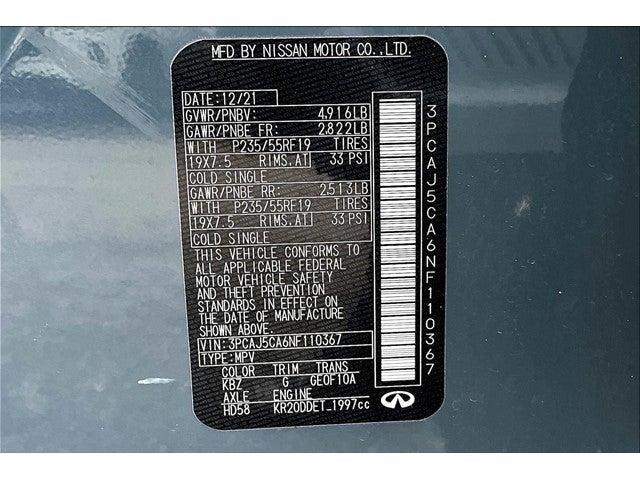 MFD BY NISSAN MOTOR CO.,LTD.
DATE: 12/21
GVWR/PNBV: 4,916LB
GAWR/PNBE FR: 2,822LB
WITH P235/55RF19 TIRES
19X7.5 RIMS.AT 33 PSI
COLD SINGLE
GAWR/PNBE RR: 2,513LB
WITH P235/55RF19 TIRES
19X7.5 RIMS.AT 33 PSI
COLD SINGLE
THIS VEHICLE CONFORMS TO
ALL APPLICABLE FEDERAL
MOTOR VEHICLE SAFETY
AND THEFT PREVENTION
STANDARDS IN EFFECT ON
THE DATE OF MANUFACTURE
SHOWN ABOVE.
VIN: 3PCAJ5CA6NF110367
TYPE: MPV
COLOR TRIM TRANS
KBZ G GE0F10A
AXLE ENGINE
HD58 KR20DDET_1997cc
3PCAJ5CA6NF110367